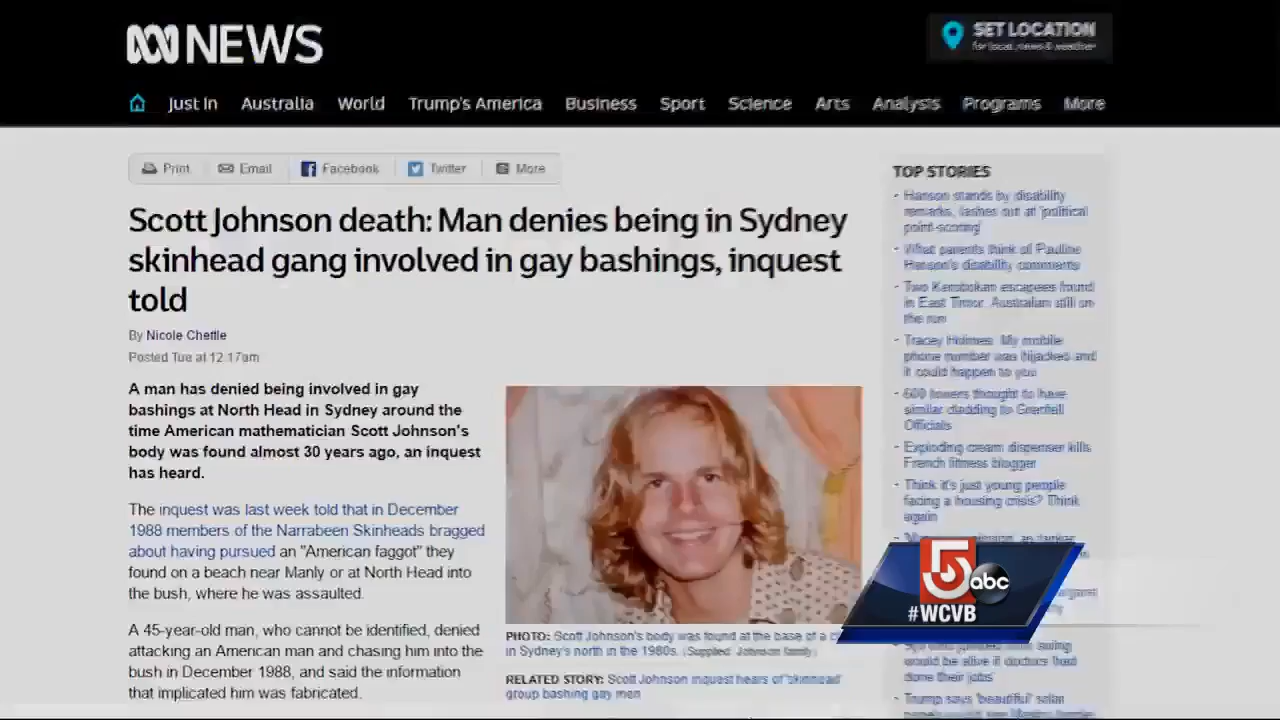 NEWS
SET LOCATION
for local news & weather
Just In Australia World Trump's America Business Sport Science Arts Analysis Programs More
Print Email Facebook Twitter More
Scott Johnson death: Man denies being in Sydney
skinhead gang involved in gay bashings, inquest
told
By Nicole Chettle
Posted Tue at 12:17am
A man has denied being involved in gay
bashings at North Head in Sydney around the
time American mathematician Scott Johnson's
body was found almost 30 years ago, an inquest
has heard.
The inquest was last week told that in December
1988 members of the Narrabeen Skinheads bragged
about having pursued an "American faggot" they
found on a beach near Manly or at North Head into
the bush, where he was assaulted.
A 45-year-old man, who cannot be identified, denied
attacking an American man and chasing him into the
bush in December 1988, and said the information
that implicated him was fabricated.
PHOTO: Scott Johnson's body was found at the base of a
in Sydney's north in the 1980s. (Supplied: Johnson family)
RELATED STORY: Scott Johnson inquest hears of 'skinhead'
group bashing gay men
TOP STORIES
Hanson stands by disability
remarks, lashes out at 'political
point-scoring'
What parents think of Pauline
Hanson's disability comments
Two Kerobokan escapees found
in East Timor, Australian still on
the run
Tracey Holmes: My mobile
phone number was hijacked and
it could happen to you
600 towers thought to have
similar cladding to Grenfell:
Officials
Exploding cream dispenser kills
French fitness blogger
Think it's just young people
facing a housing crisis? Think
again
would be alive if doctors 'had
done their jobs'
Trump says 'beautiful' solar
5 abc
#WCVB